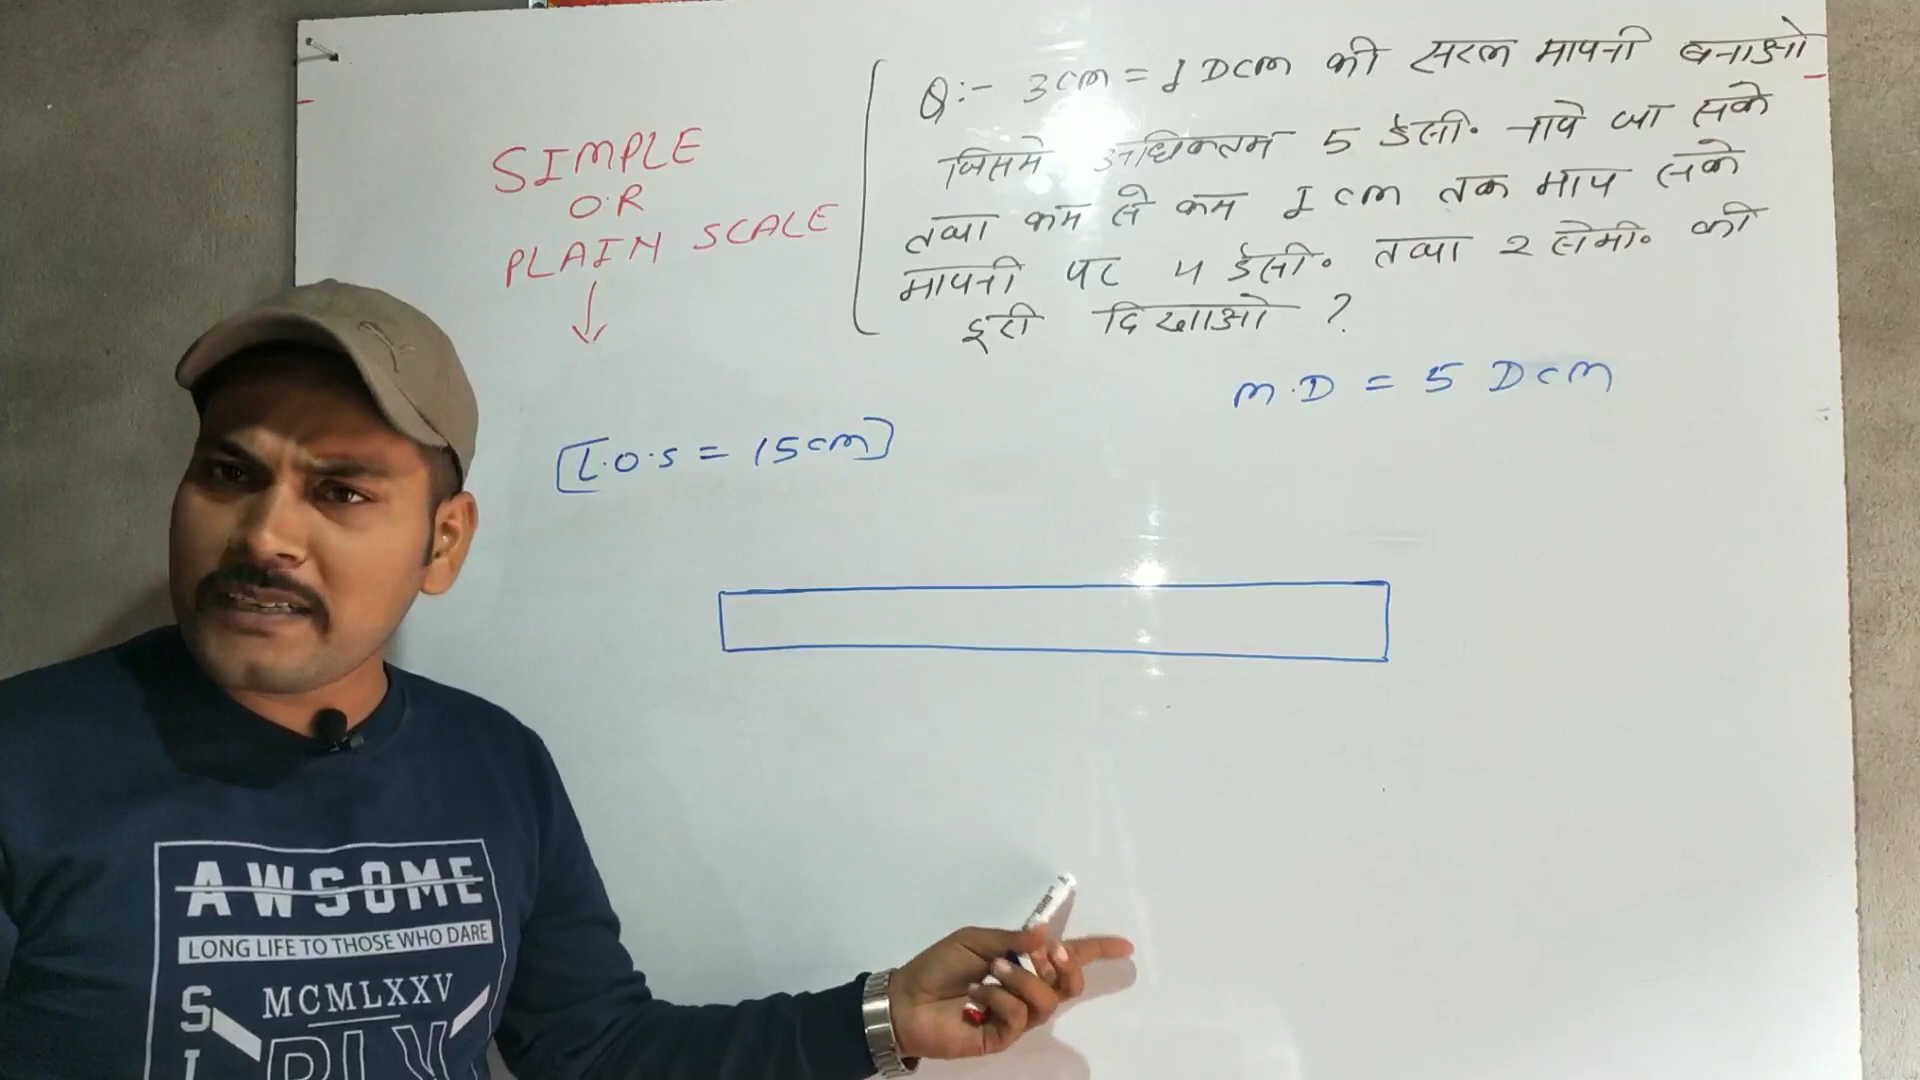 SIMPLE
OR
PLAIN SCALE
Q:- 3cm = 1 Dcm की सरल मापनी बनाओ
जिसमे अधिकतम 5 डेसी. नापे जा सके
तथा कम से कम 1 cm तक माप सके
मापनी पर 4 डेसी. तथा 2 सेमी. की
दूरी दिखाओ ?
M.D = 5 Dcm
[L.O.S = 15cm]
AWSOME
LONG LIFE TO THOSE WHO DARE
MCMLXXV